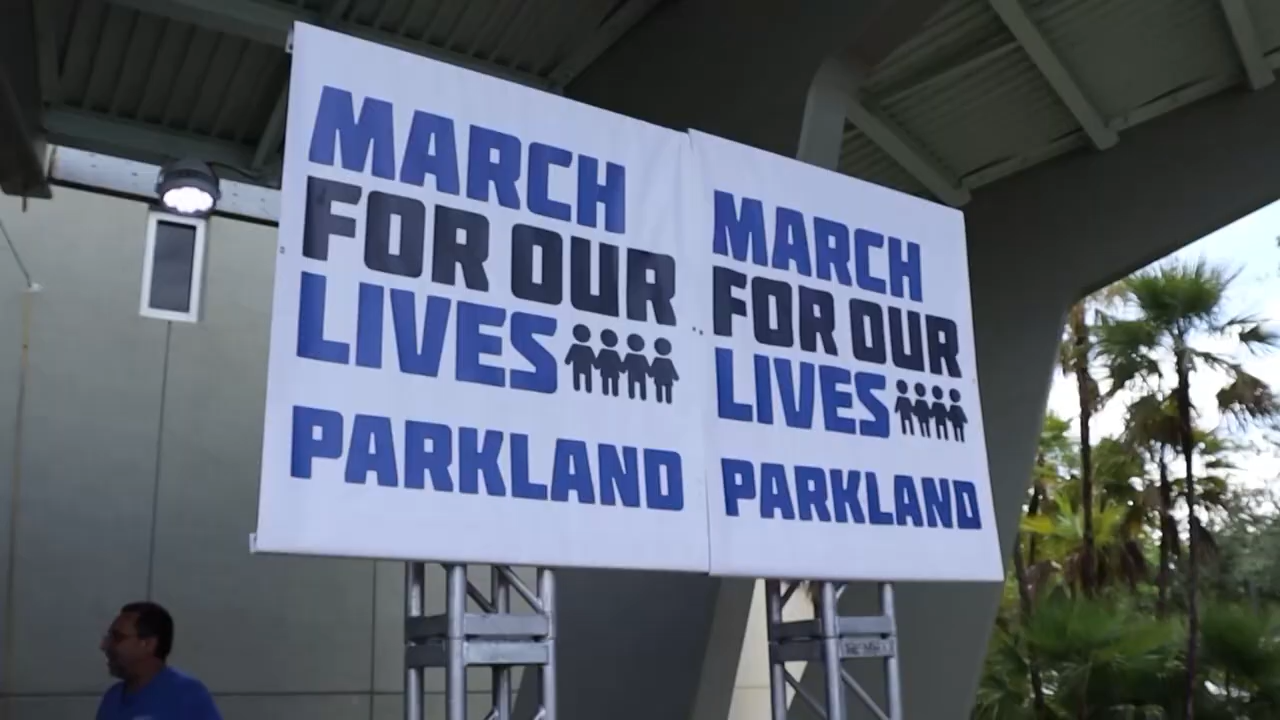 MARCH
FOR OUR
LIVES
PARKLAND
MARCH
FOR OUR
LIVES
PARKLAND